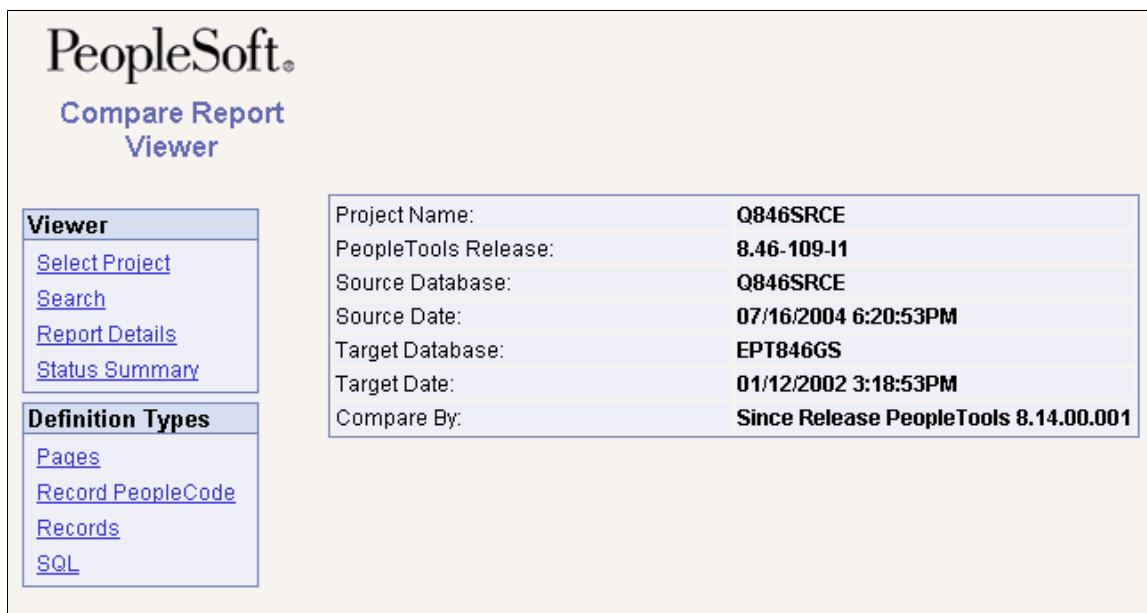 PeopleSoft®
Compare Report
Viewer
Viewer
Select Project
Search
Report Details
Status Summary
Definition Types
Pages
Record PeopleCode
Records
SQL
Project Name: Q846SRCE
PeopleTools Release: 8.46-109-I1
Source Database: Q846SRCE
Source Date: 07/16/2004 6:20:53PM
Target Database: EPT846GS
Target Date: 01/12/2002 3:18:53PM
Compare By: Since Release PeopleTools 8.14.00.001